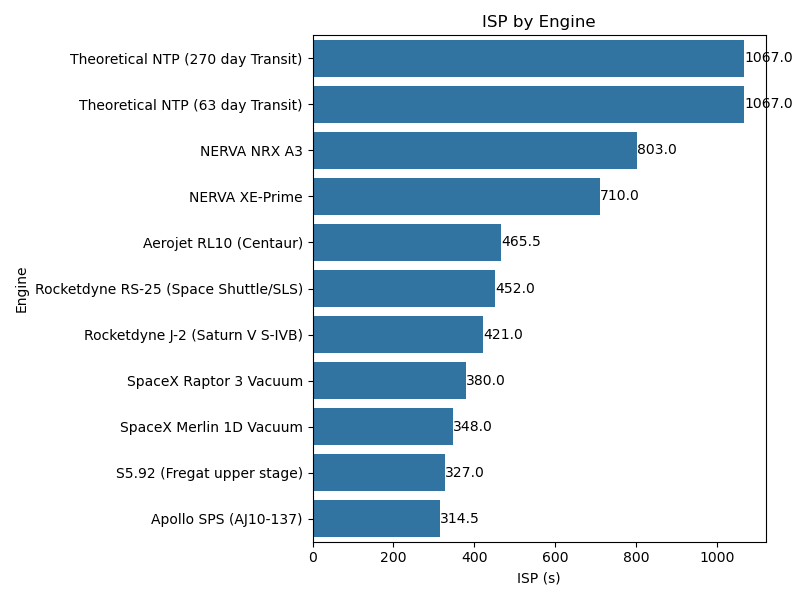 ISP by Engine
Theoretical NTP (270 day Transit) 1067.0
Theoretical NTP (63 day Transit) 1067.0
NERVA NRX A3 803.0
NERVA XE-Prime 710.0
Aerojet RL10 (Centaur) 465.5
Rocketdyne RS-25 (Space Shuttle/SLS) 452.0
Rocketdyne J-2 (Saturn V S-IVB) 421.0
SpaceX Raptor 3 Vacuum 380.0
SpaceX Merlin 1D Vacuum 348.0
S5.92 (Fregat upper stage) 327.0
Apollo SPS (AJ10-137) 314.5
Engine
0 200 400 600 800 1000
ISP (s)